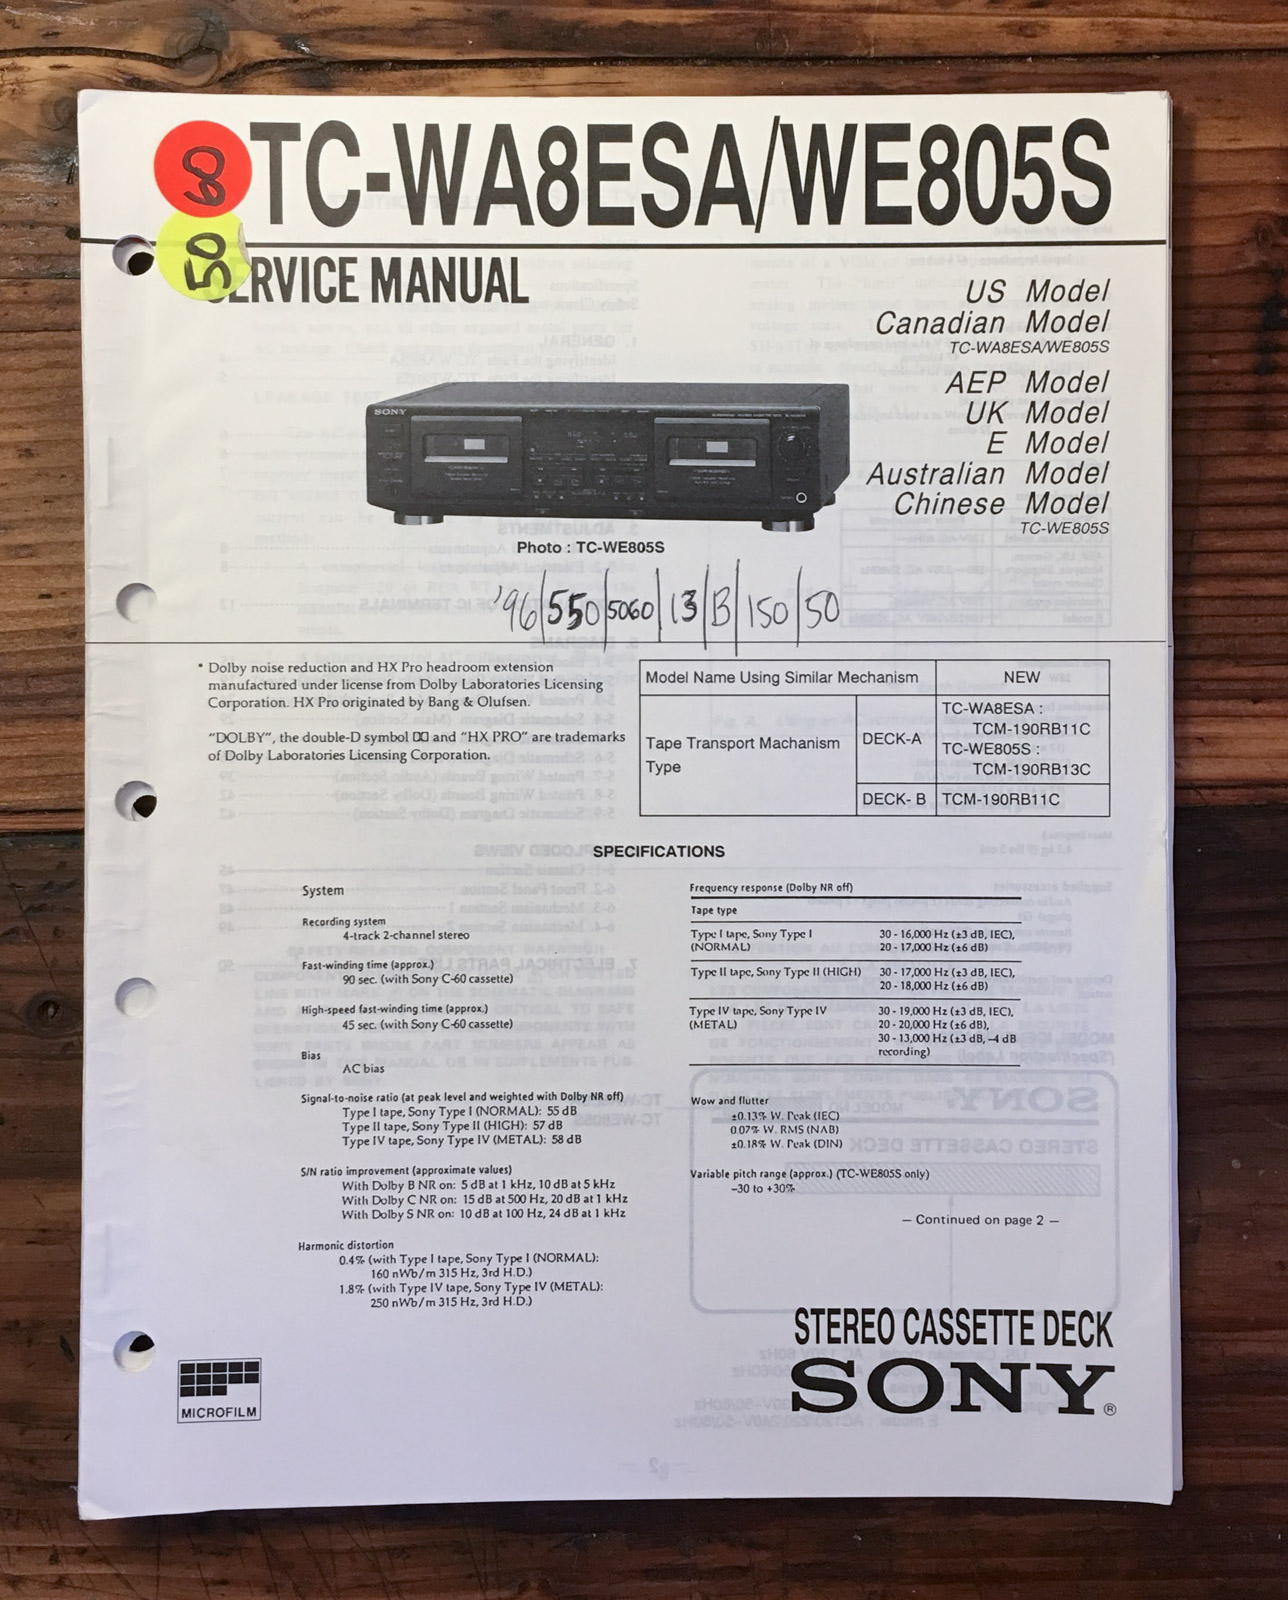 60
TC-WA8ESA/WE805S
50
SERVICE MANUAL
US Model
Canadian Model
TC-WA8ESA/WE805S
AEP Model
UK Model
E Model
Australian Model
Chinese Model
TC-WE805S
SONY
Photo : TC-WE805S
'96/550/5060/13/B/150/50
* Dolby noise reduction and HX Pro headroom extension
manufactured under license from Dolby Laboratories Licensing
Corporation. HX Pro originated by Bang & Olufsen.
"DOLBY", the double-D symbol and "HX PRO" are trademarks
of Dolby Laboratories Licensing Corporation.
Model Name Using Similar Mechanism NEW
Tape Transport Machanism
Type
DECK-A
TC-WA8ESA :
TCM-190RB11C
TC-WE805S :
TCM-190RB13C
DECK- B TCM-190RB11C
SPECIFICATIONS
System
Recording system
4-track 2-channel stereo
Fast-winding time (approx.)
90 sec. (with Sony C-60 cassette)
High-speed fast-winding time (approx.)
45 sec. (with Sony C-60 cassette)
Bias
AC bias
Signal-to-noise ratio (at peak level and weighted with Dolby NR off)
Type I tape, Sony Type I (NORMAL): 55 dB
Type II tape, Sony Type II (HIGH): 57 dB
Type IV tape, Sony Type IV (METAL): 58 dB
S/N ratio improvement (approximate values)
With Dolby B NR on: 5 dB at 1 kHz, 10 dB at 5 kHz
With Dolby C NR on: 15 dB at 500 Hz, 20 dB at 1 kHz
With Dolby S NR on: 10 dB at 100 Hz, 24 dB at 1 kHz
Harmonic distortion
0.4% (with Type I tape, Sony Type I (NORMAL):
160 nWb/m 315 Hz, 3rd H.D.)
1.8% (with Type IV tape, Sony Type IV (METAL):
250 nWb/m 315 Hz, 3rd H.D.)
Frequency response (Dolby NR off)
Tape type
Type I tape, Sony Type I 30 - 16,000 Hz (±3 dB, IEC),
(NORMAL) 20 - 17,000 Hz (±6 dB)
Type II tape, Sony Type II (HIGH) 30 - 17,000 Hz (±3 dB, IEC),
20 - 18,000 Hz (±6 dB)
Type IV tape, Sony Type IV 30 - 19,000 Hz (±3 dB, IEC),
(METAL) 20 - 20,000 Hz (±6 dB),
30 - 13,000 Hz (±3 dB, –4 dB
recording)
Wow and flutter
±0.13% W. Peak (IEC)
0.07% W. RMS (NAB)
±0.18% W. Peak (DIN)
Variable pitch range (approx.) (TC-WE805S only)
–30 to +30%
— Continued on page 2 —
STEREO CASSETTE DECK
SONY®
MICROFILM